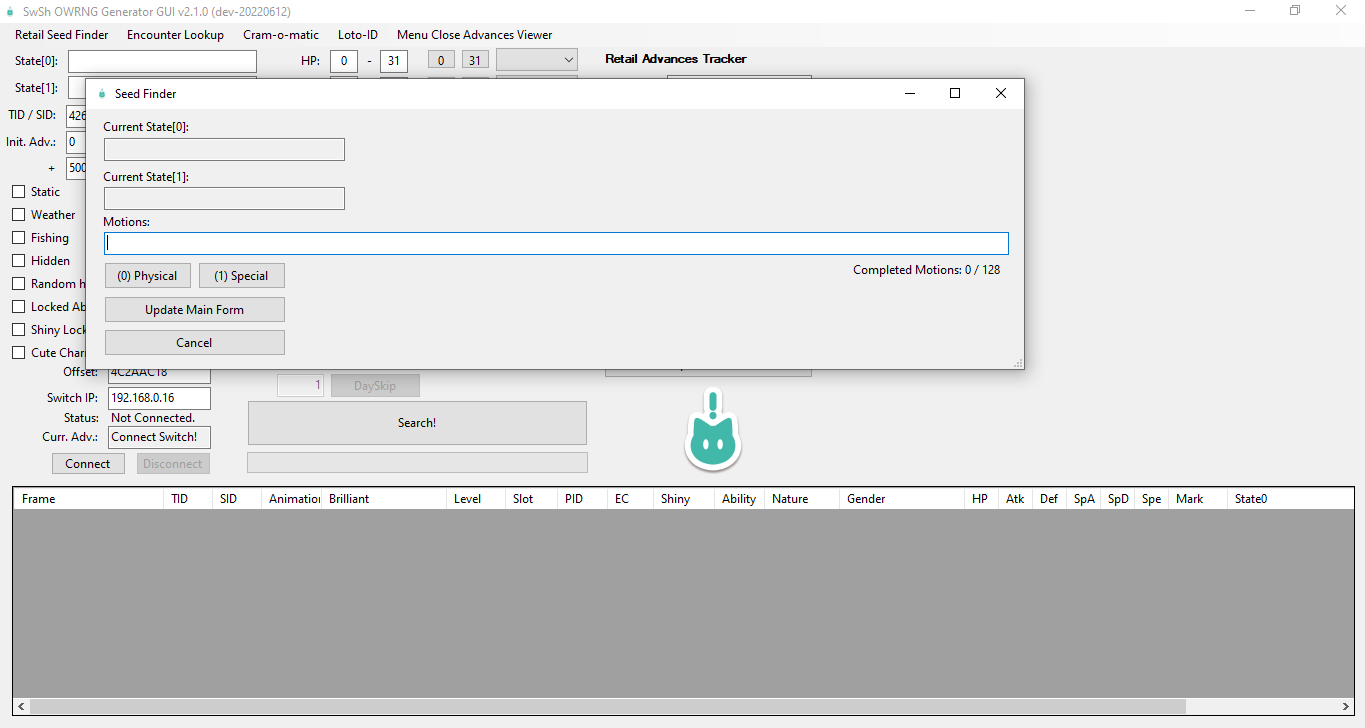 SwSh OWRNG Generator GUI v2.1.0 (dev-20220612)
Retail Seed Finder Encounter Lookup Cram-o-matic Loto-ID Menu Close Advances Viewer
State[0]: HP: 0 - 31 0 31 Retail Advances Tracker
State[1]:
Seed Finder
TID / SID: 426
Current State[0]:
Init. Adv.: 0
+ 500
Current State[1]:
Static
Weather
Motions:
Fishing
Hidden
(0) Physical (1) Special Completed Motions: 0 / 128
Random h
Locked Ab
Update Main Form
Shiny Lock
Cancel
Cute Char
Offset: 4C2AAC18
1 DaySkip
Switch IP: 192.168.0.16
Status: Not Connected.
Search!
Curr. Adv.: Connect Switch!
Connect Disconnect
Frame TID SID Animation Brilliant Level Slot PID EC Shiny Ability Nature Gender HP Atk Def SpA SpD Spe Mark State0